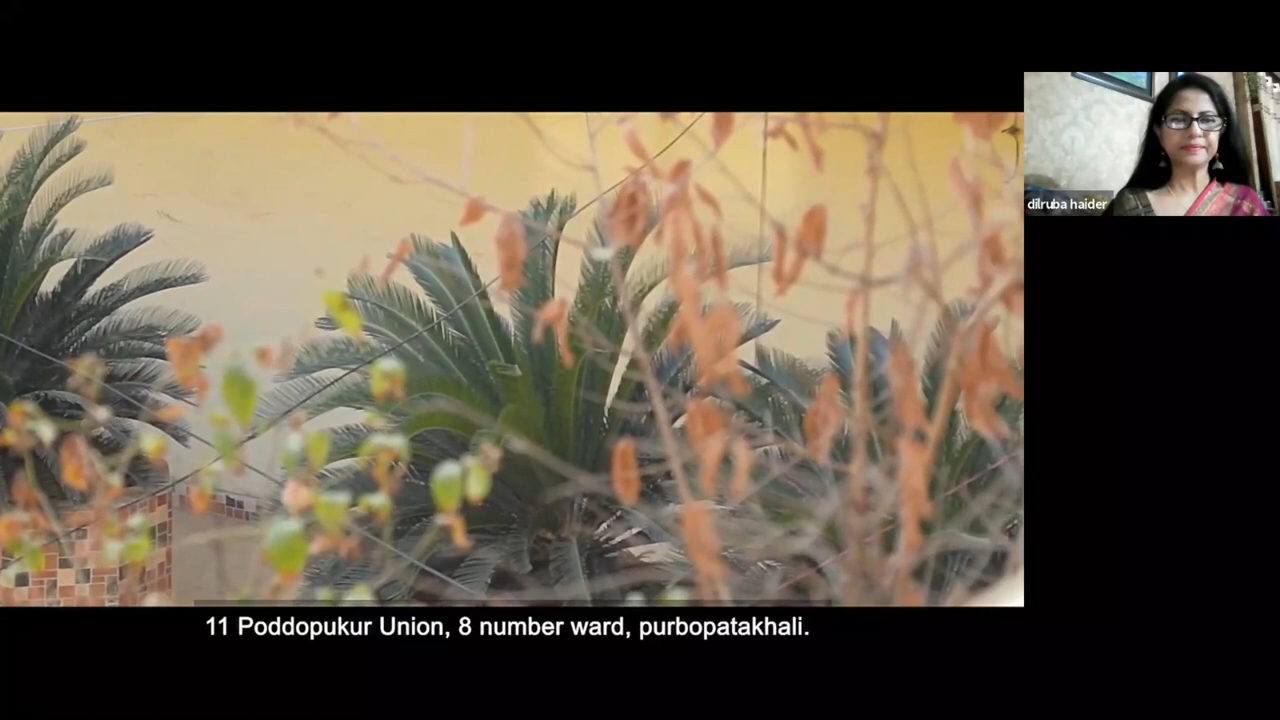 dilruba haider
11 Poddopukur Union, 8 number ward, purbopatakhali.